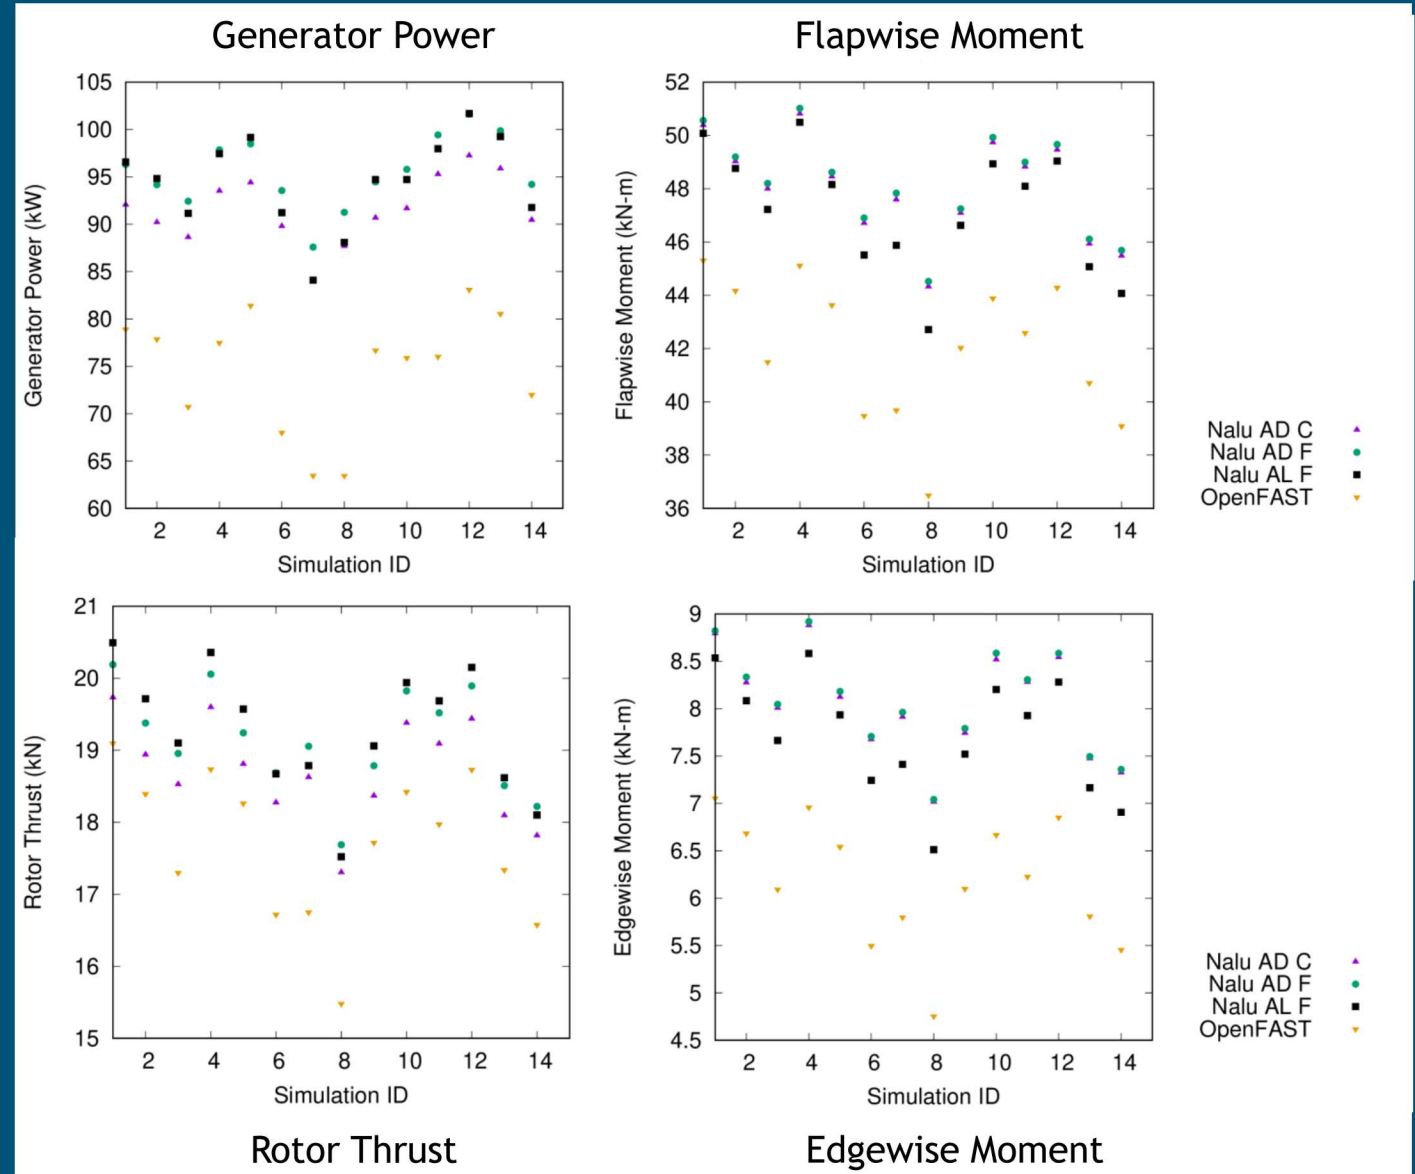 Generator Power
Flapwise Moment
105
100
95
90
85
80
75
70
65
60
Generator Power (kW)
2 4 6 8 10 12 14
Simulation ID
52
50
48
46
44
42
40
38
36
Flapwise Moment (kN-m)
2 4 6 8 10 12 14
Simulation ID
Nalu AD C
Nalu AD F
Nalu AL F
OpenFAST
21
20
19
18
17
16
15
Rotor Thrust (kN)
2 4 6 8 10 12 14
Simulation ID
9
8.5
8
7.5
7
6.5
6
5.5
5
4.5
Edgewise Moment (kN-m)
2 4 6 8 10 12 14
Simulation ID
Nalu AD C
Nalu AD F
Nalu AL F
OpenFAST
Rotor Thrust
Edgewise Moment